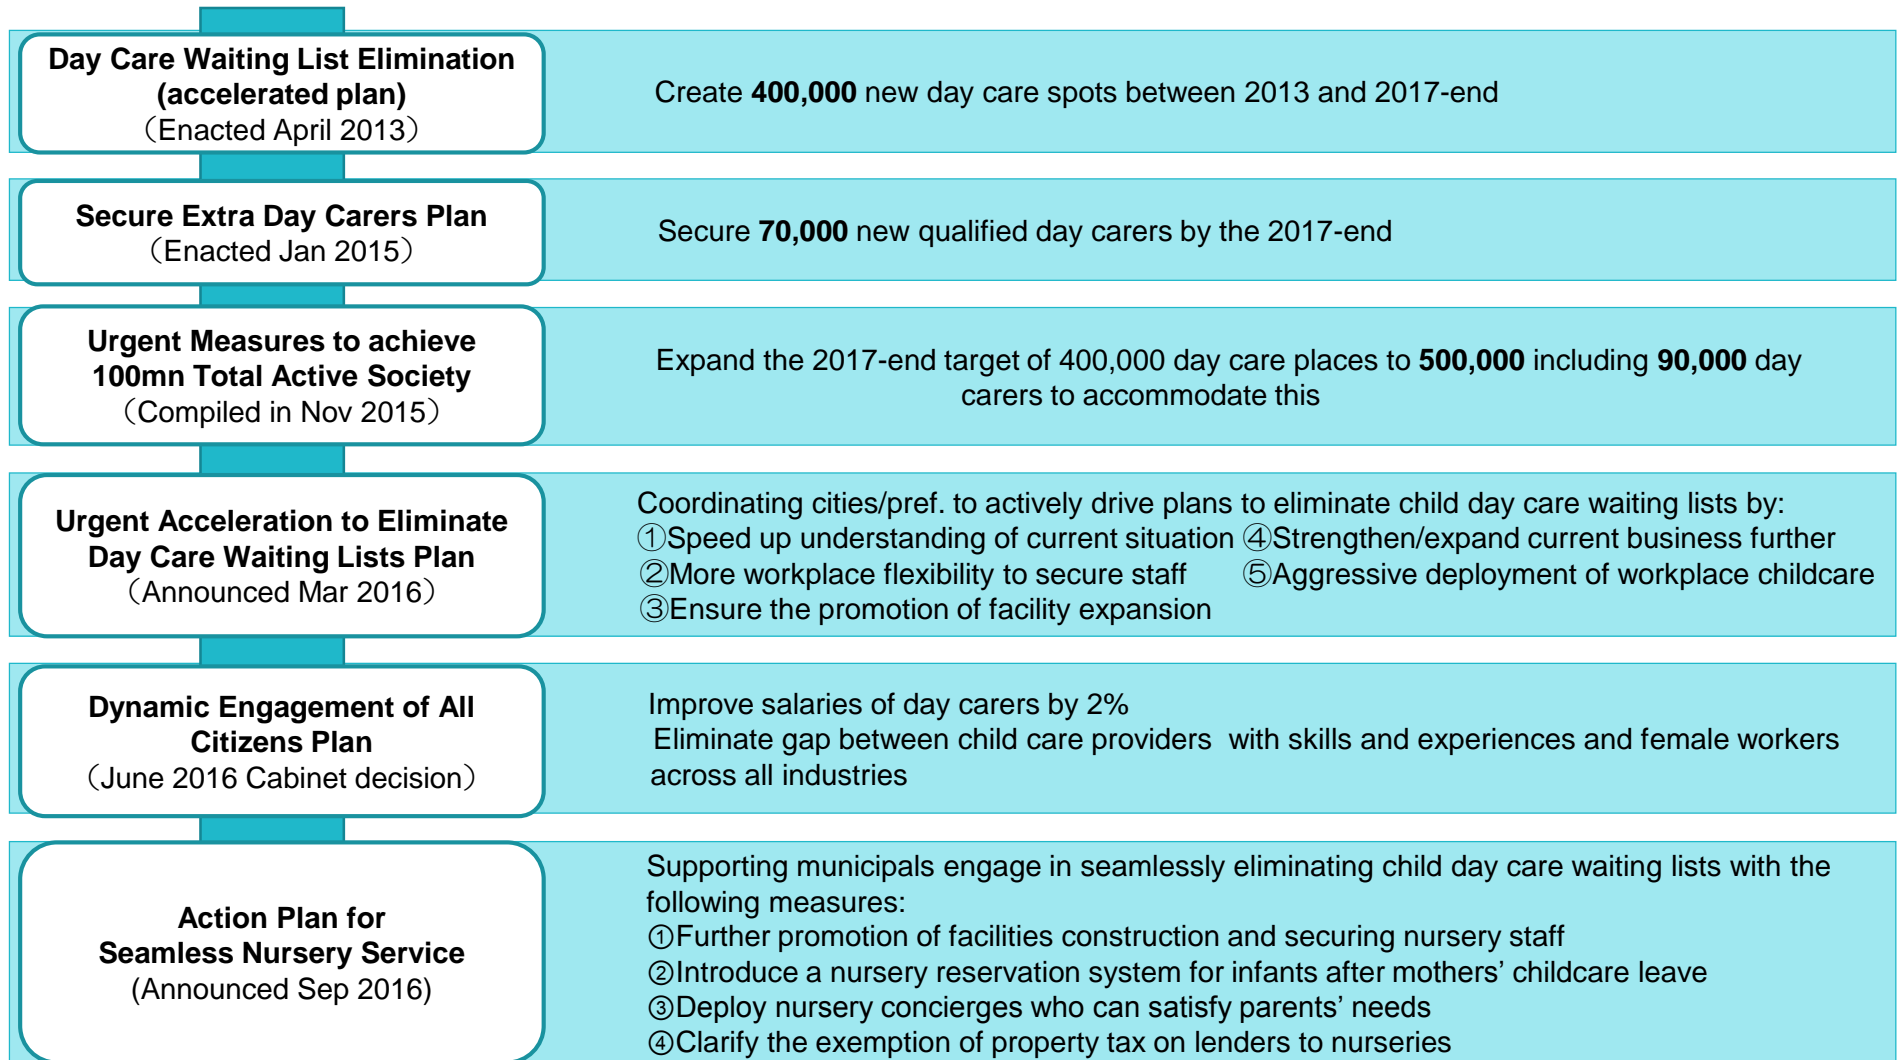 Day Care Waiting List Elimination
(accelerated plan)
（Enacted April 2013）
Create 400,000 new day care spots between 2013 and 2017-end
Secure Extra Day Carers Plan
（Enacted Jan 2015）
Secure 70,000 new qualified day carers by the 2017-end
Urgent Measures to achieve
100mn Total Active Society
（Compiled in Nov 2015）
Expand the 2017-end target of 400,000 day care places to 500,000 including 90,000 day
carers to accommodate this
Urgent Acceleration to Eliminate
Day Care Waiting Lists Plan
（Announced Mar 2016）
Coordinating cities/pref. to actively drive plans to eliminate child day care waiting lists by:
①Speed up understanding of current situation ④Strengthen/expand current business further
②More workplace flexibility to secure staff ⑤Aggressive deployment of workplace childcare
③Ensure the promotion of facility expansion
Dynamic Engagement of All
Citizens Plan
（June 2016 Cabinet decision）
Improve salaries of day carers by 2%
Eliminate gap between child care providers with skills and experiences and female workers
across all industries
Action Plan for
Seamless Nursery Service
(Announced Sep 2016)
Supporting municipals engage in seamlessly eliminating child day care waiting lists with the
following measures:
①Further promotion of facilities construction and securing nursery staff
②Introduce a nursery reservation system for infants after mothers’ childcare leave
③Deploy nursery concierges who can satisfy parents’ needs
④Clarify the exemption of property tax on lenders to nurseries